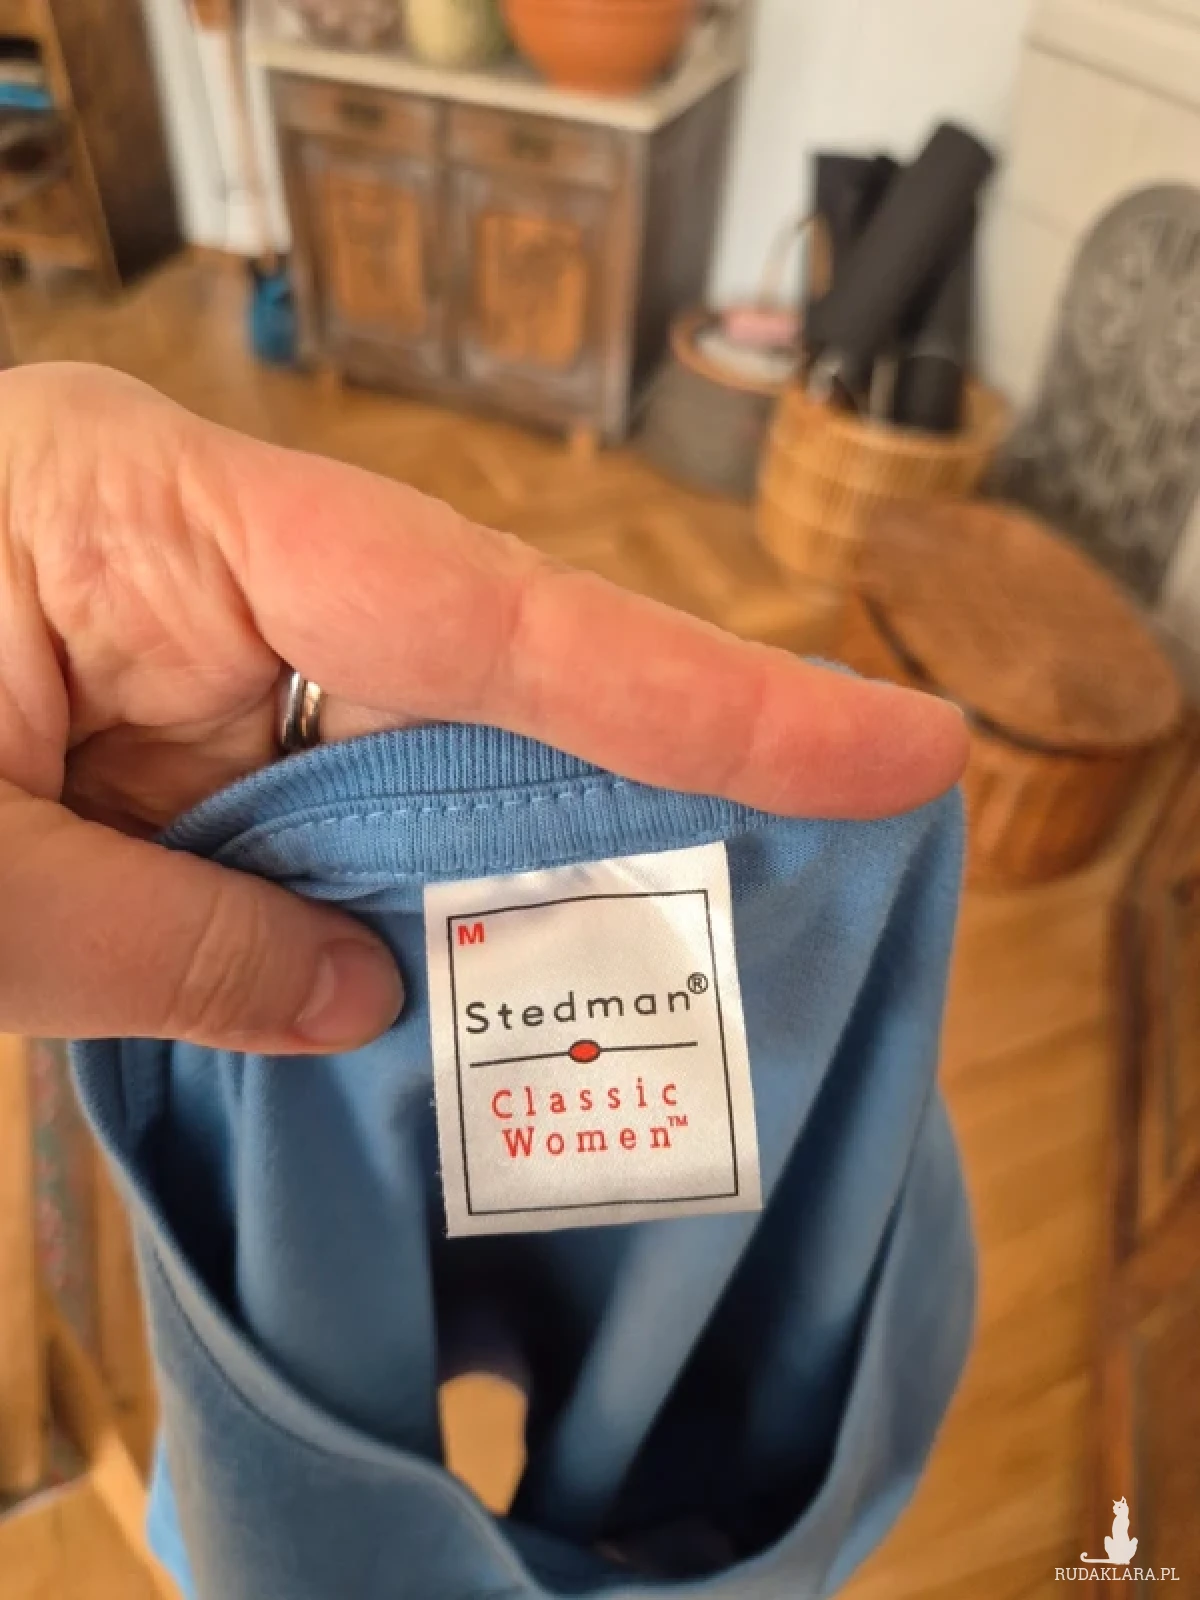 M
Stedman®
Classic
Women™
RUDAKLARA.PL